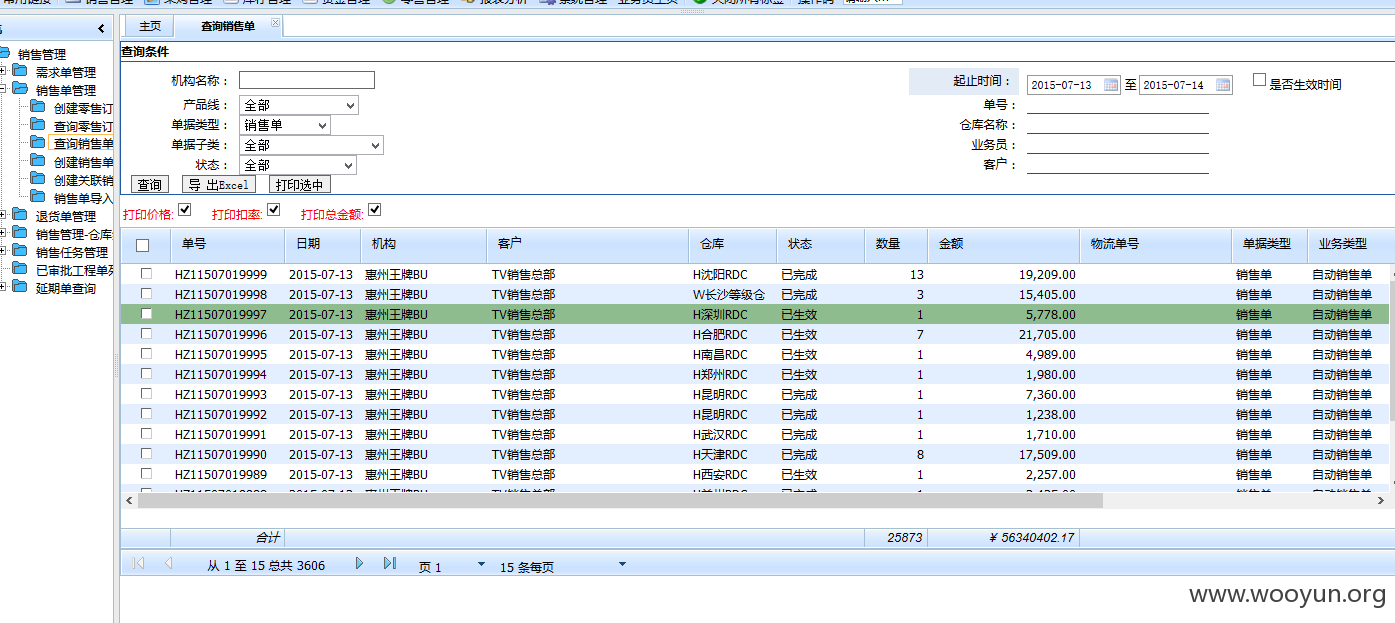 主页 查询销售单
查询条件
销售管理
需求单管理
销售单管理
创建零售订
查询零售订
查询销售单
创建销售单
创建关联销
销售单导入
退货单管理
销售管理-仓库
销售任务管理
已审批工程单
延期单查询
机构名称： 起止时间： 2015-07-13 至 2015-07-14 是否生效时间
产品线： 全部 单号：
单据类型： 销售单 仓库名称：
单据子类： 全部 业务员：
状态： 全部 客户：
查询 导 出Excel 打印选中
打印价格: 打印扣率: 打印总金额:
单号 日期 机构 客户 仓库 状态 数量 金额 物流单号 单据类型 业务类型
HZ11507019999 2015-07-13 惠州王牌BU TV销售总部 H沈阳RDC 已完成 13 19,209.00 销售单 自动销售单
HZ11507019998 2015-07-13 惠州王牌BU TV销售总部 W长沙等级仓 已完成 3 15,405.00 销售单 自动销售单
HZ11507019997 2015-07-13 惠州王牌BU TV销售总部 H深圳RDC 已生效 1 5,778.00 销售单 自动销售单
HZ11507019996 2015-07-13 惠州王牌BU TV销售总部 H合肥RDC 已生效 7 21,705.00 销售单 自动销售单
HZ11507019995 2015-07-13 惠州王牌BU TV销售总部 H南昌RDC 已生效 1 4,989.00 销售单 自动销售单
HZ11507019994 2015-07-13 惠州王牌BU TV销售总部 H郑州RDC 已生效 1 1,980.00 销售单 自动销售单
HZ11507019993 2015-07-13 惠州王牌BU TV销售总部 H昆明RDC 已完成 1 7,360.00 销售单 自动销售单
HZ11507019992 2015-07-13 惠州王牌BU TV销售总部 H昆明RDC 已完成 1 1,238.00 销售单 自动销售单
HZ11507019991 2015-07-13 惠州王牌BU TV销售总部 H武汉RDC 已完成 1 1,710.00 销售单 自动销售单
HZ11507019990 2015-07-13 惠州王牌BU TV销售总部 H天津RDC 已完成 8 17,509.00 销售单 自动销售单
HZ11507019989 2015-07-13 惠州王牌BU TV销售总部 H西安RDC 已生效 1 2,257.00 销售单 自动销售单
合计 25873 ¥ 56340402.17
从 1 至 15 总共 3606 页 1 15 条每页
www.wooyun.org